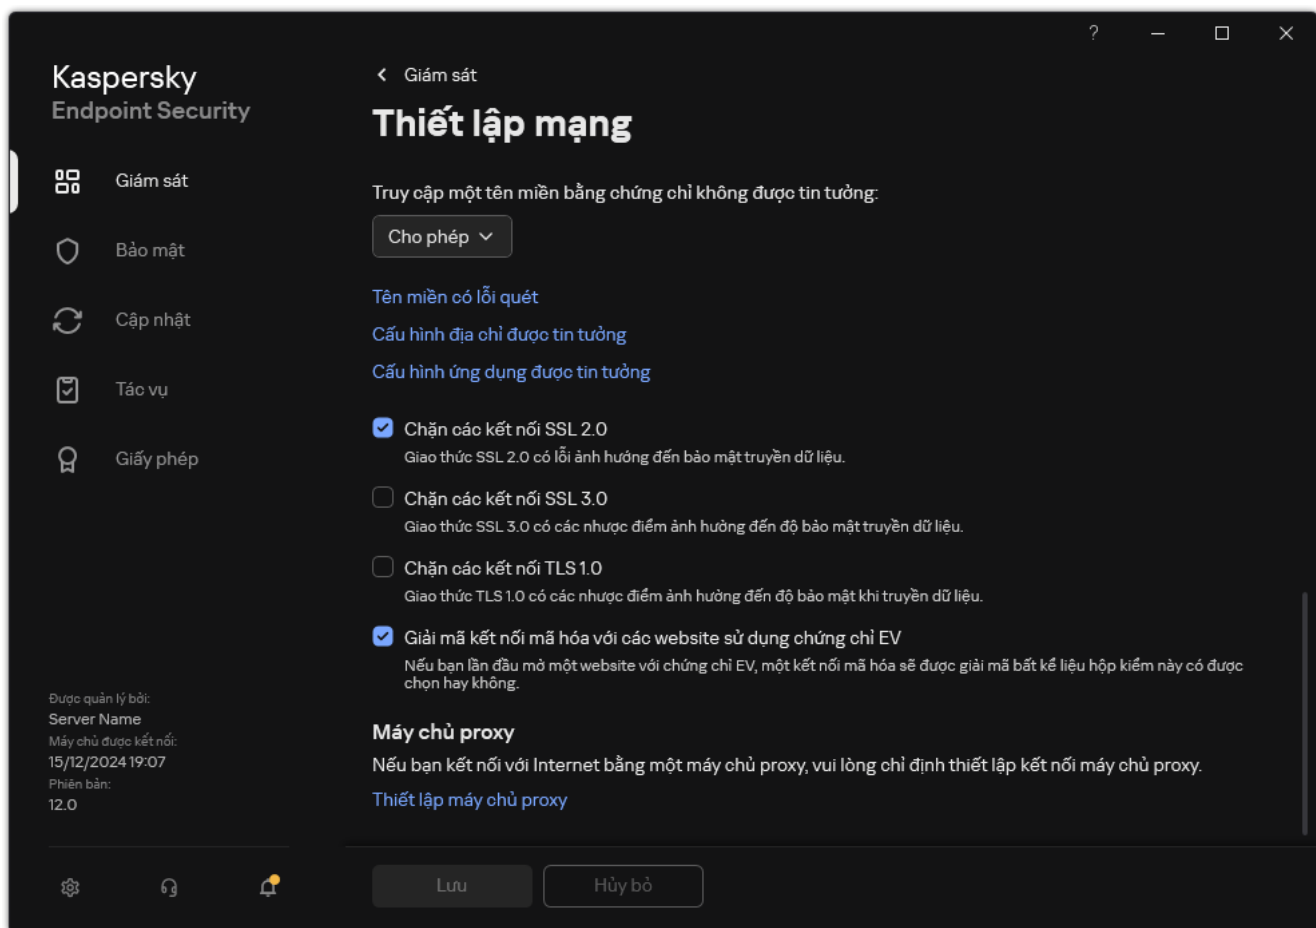 ?
Kaspersky
Endpoint Security
Giám sát
Bảo mật
Cập nhật
Tác vụ
Giấy phép
Được quản lý bởi:
Server Name
Máy chủ được kết nối:
15/12/2024 19:07
Phiên bản:
12.0
Giám sát
Thiết lập mạng
Truy cập một tên miền bằng chứng chỉ không được tin tưởng:
Cho phép
Tên miền có lỗi quét
Cấu hình địa chỉ được tin tưởng
Cấu hình ứng dụng được tin tưởng
Chặn các kết nối SSL 2.0
Giao thức SSL 2.0 có lỗi ảnh hướng đến bảo mật truyền dữ liệu.
Chặn các kết nối SSL 3.0
Giao thức SSL 3.0 có các nhược điểm ảnh hưởng đến độ bảo mật truyền dữ liệu.
Chặn các kết nối TLS 1.0
Giao thức TLS 1.0 có các nhược điểm ảnh hưởng đến độ bảo mật khi truyền dữ liệu.
Giải mã kết nối mã hóa với các website sử dụng chứng chỉ EV
Nếu bạn lần đầu mở một website với chứng chỉ EV, một kết nối mã hóa sẽ được giải mã bất kể liệu hộp kiểm này có được
chọn hay không.
Máy chủ proxy
Nếu bạn kết nối với Internet bằng một máy chủ proxy, vui lòng chỉ định thiết lập kết nối máy chủ proxy.
Thiết lập máy chủ proxy
Lưu
Hủy bỏ